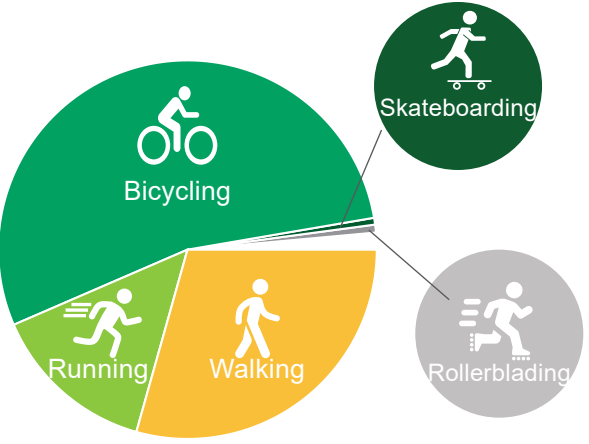 Skateboarding
Bicycling
Running
Walking
Rollerblading